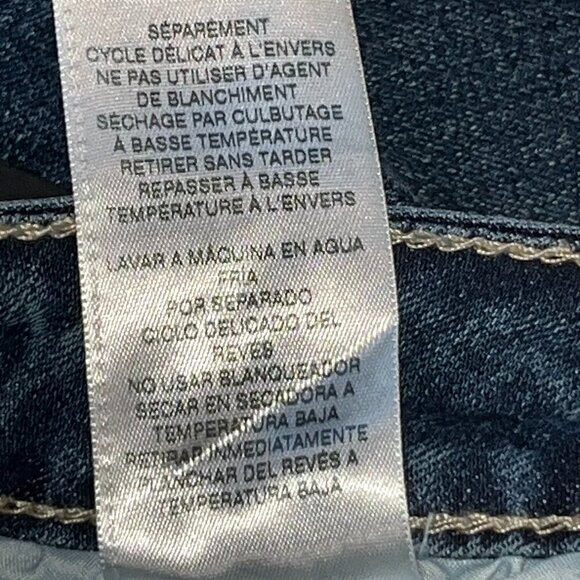 SÉPARÉMENT
CYCLE DÉLICAT À L'ENVERS
NE PAS UTILISER D'AGENT
DE BLANCHIMENT
SÉCHAGE PAR CULBUTAGE
À BASSE TEMPÉRATURE
RETIRER SANS TARDER
REPASSER À BASSE
TEMPÉRATURE À L'ENVERS
LAVAR A MÁQUINA EN AGUA
FRÍA
POR SEPARADO
CICLO DELICADO DEL
REVÉS
NO USAR BLANQUEADOR
SECAR EN SECADORA A
TEMPERATURA BAJA
RETIRAR INMEDIATAMENTE
PLANCHAR DEL REVÉS A
TEMPERATURA BAJA